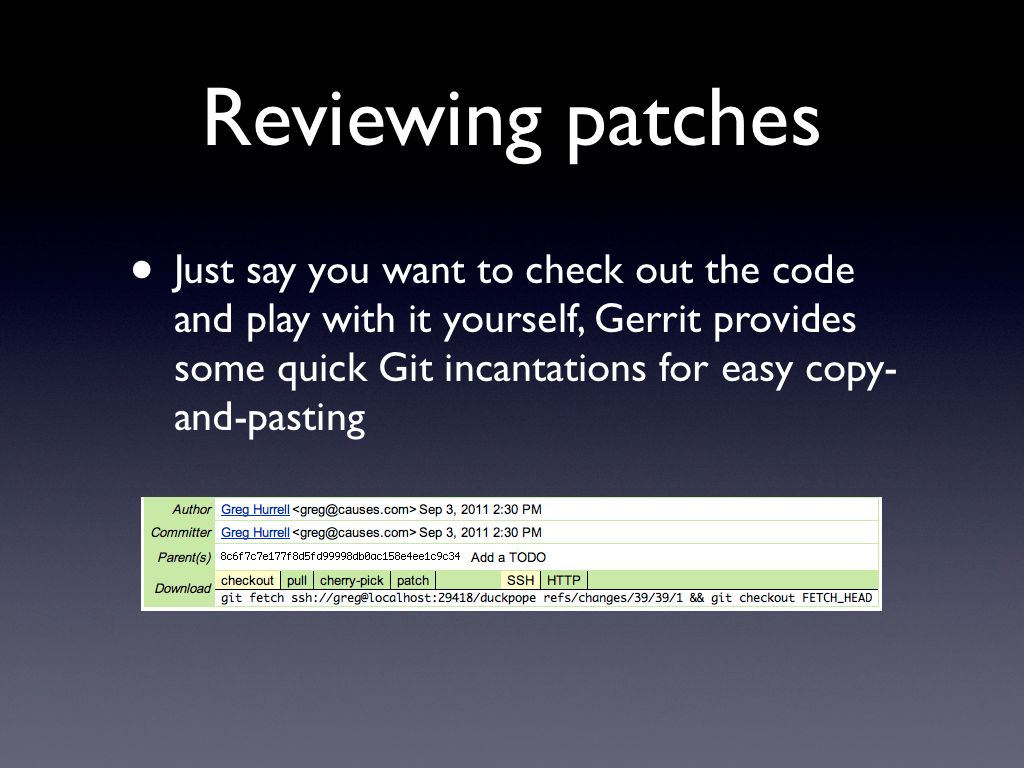 Reviewing patches
• Just say you want to check out the code
and play with it yourself, Gerrit provides
some quick Git incantations for easy copy-
and-pasting
Author Greg Hurrell <greg@causes.com> Sep 3, 2011 2:30 PM
Committer Greg Hurrell <greg@causes.com> Sep 3, 2011 2:30 PM
Parent(s) 8c6f7c7e177f8d5fd99998db0ac158e4ee1c9c34 Add a TODO
Download checkout pull cherry-pick patch SSH HTTP
git fetch ssh://greg@localhost:29418/duckpope refs/changes/39/39/1 && git checkout FETCH_HEAD